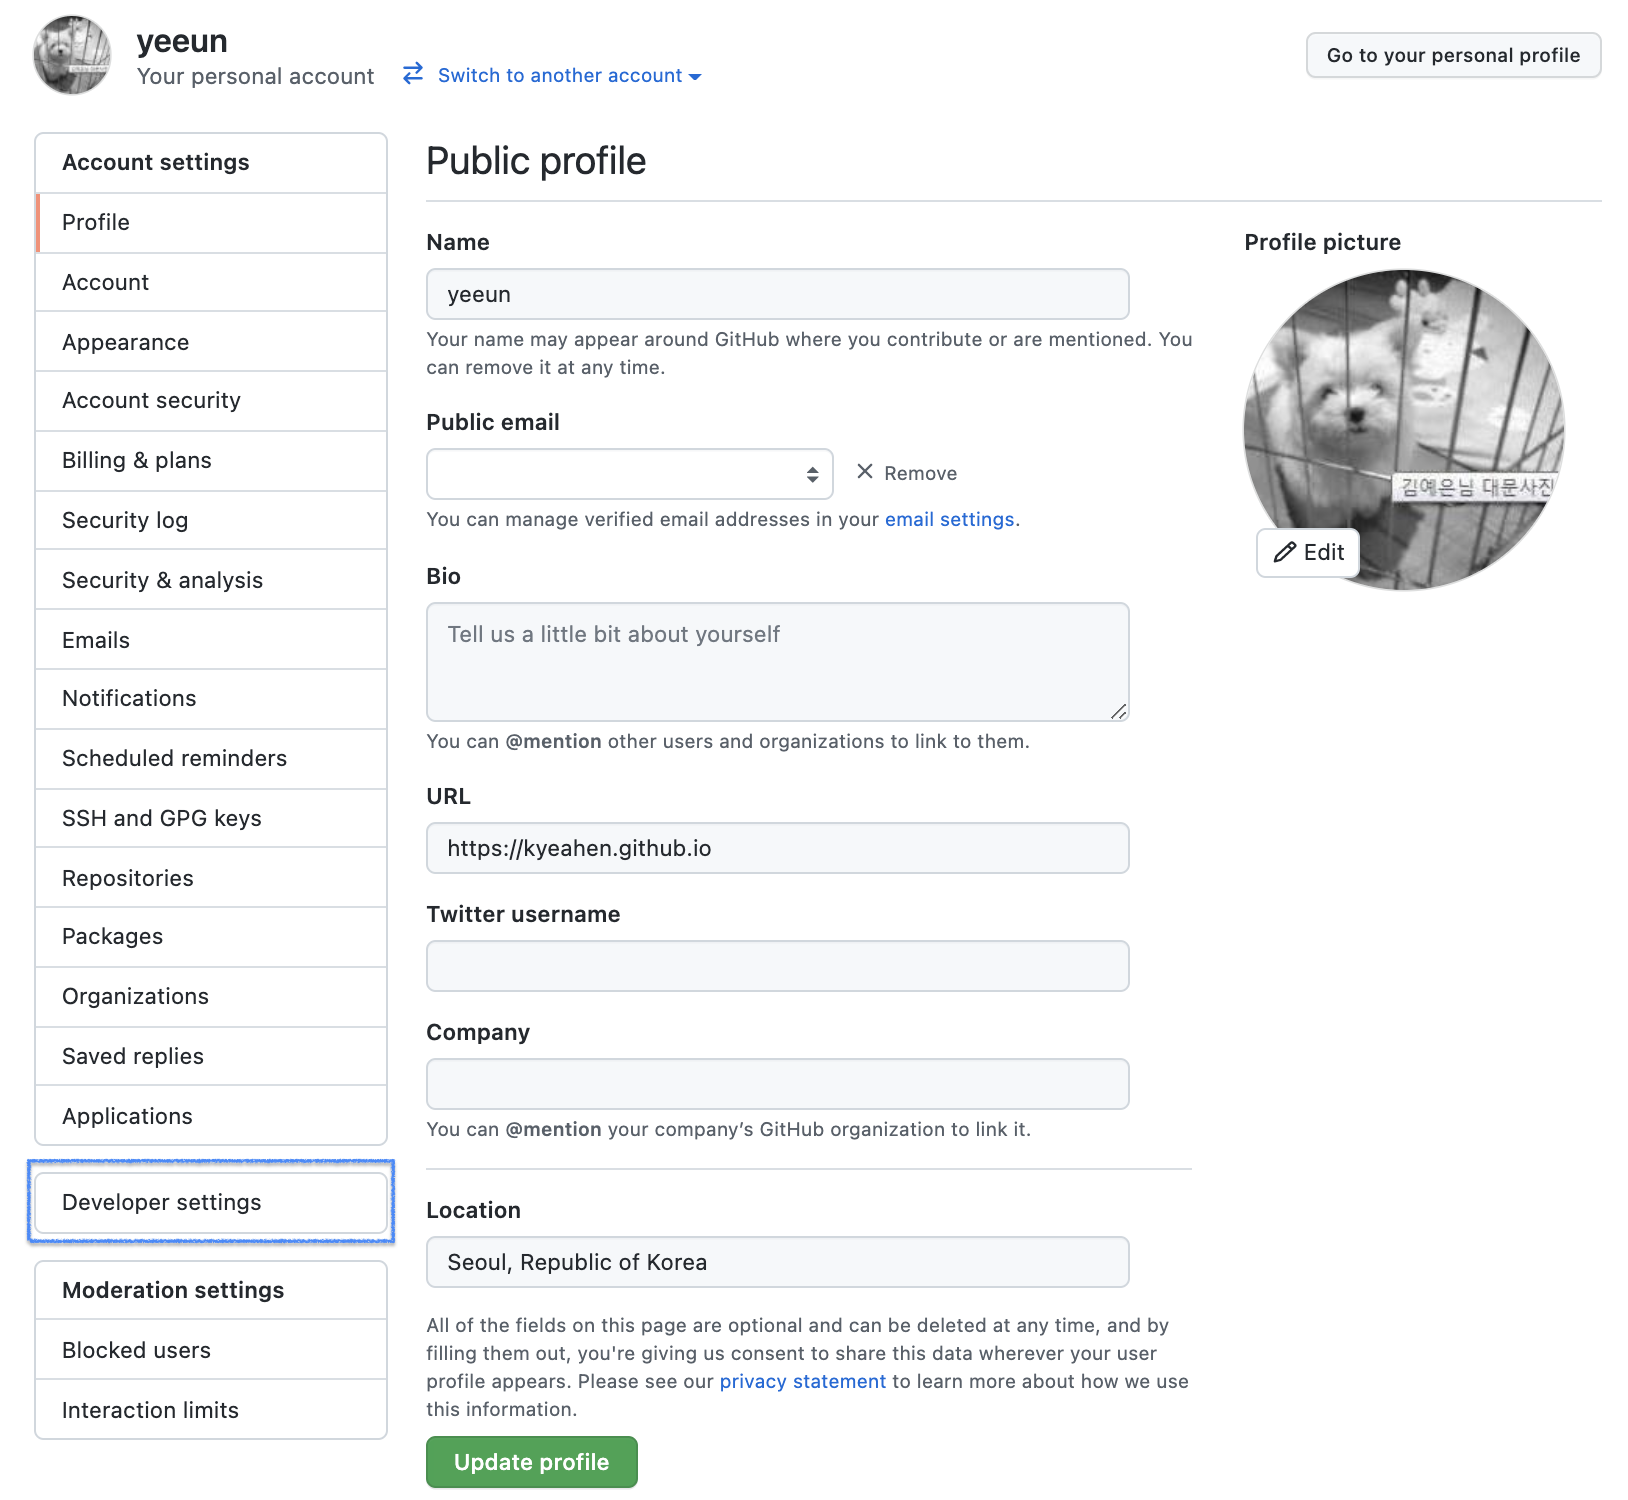 yeeun
Your personal account
Switch to another account
Go to your personal profile
Account settings
Profile
Account
Appearance
Account security
Billing & plans
Security log
Security & analysis
Emails
Notifications
Scheduled reminders
SSH and GPG keys
Repositories
Packages
Organizations
Saved replies
Applications
Developer settings
Moderation settings
Blocked users
Interaction limits
Public profile
Name
yeeun
Your name may appear around GitHub where you contribute or are mentioned. You
can remove it at any time.
Public email
Remove
You can manage verified email addresses in your email settings.
Bio
Tell us a little bit about yourself
You can @mention other users and organizations to link to them.
URL
https://kyeahen.github.io
Twitter username
Company
You can @mention your company’s GitHub organization to link it.
Location
Seoul, Republic of Korea
All of the fields on this page are optional and can be deleted at any time, and by
filling them out, you're giving us consent to share this data wherever your user
profile appears. Please see our privacy statement to learn more about how we use
this information.
Update profile
Profile picture
김예은님 대문사진
Edit